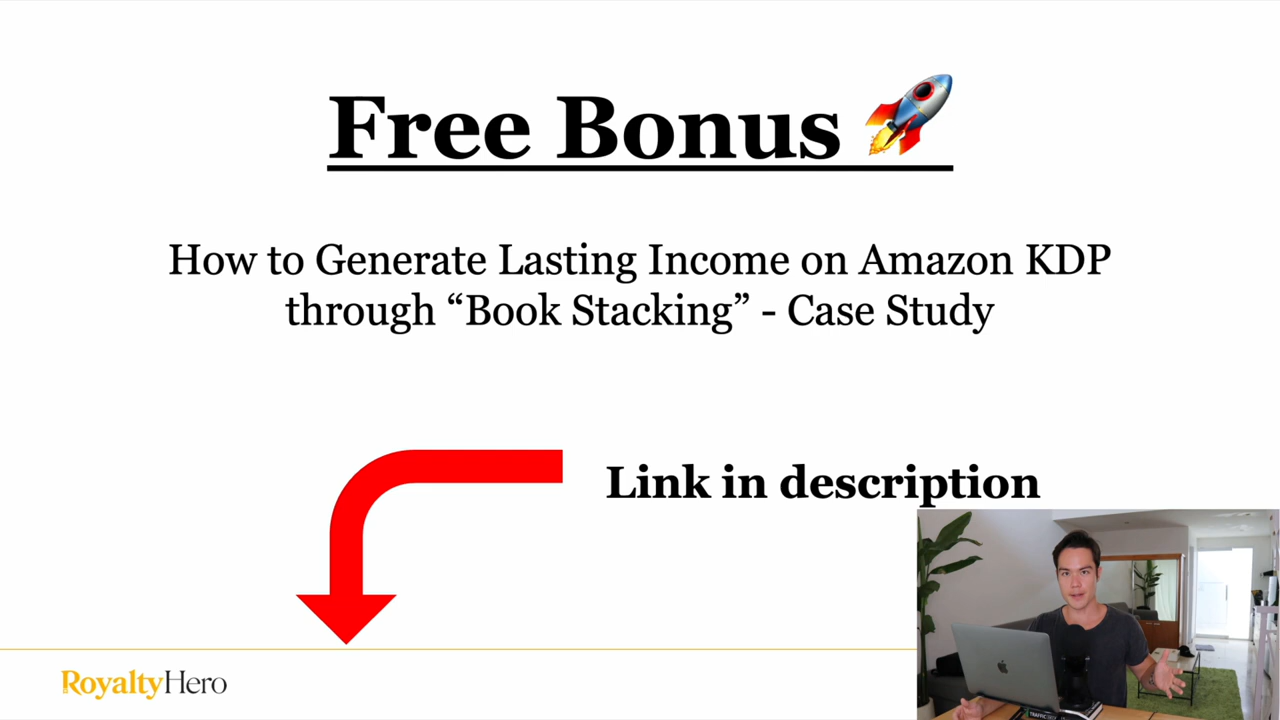 Free Bonus 🚀
How to Generate Lasting Income on Amazon KDP
through “Book Stacking” - Case Study
Link in description
RoyaltyHero